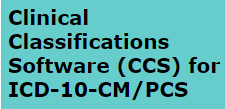 Clinical
Classifications
Software (CCS) for
ICD-10-CM/PCS